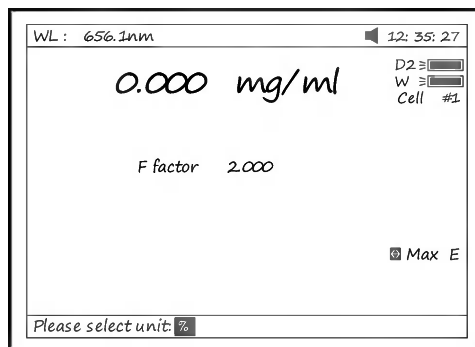 WL: 656.1nm 12:35:27
0.000 mg/ml
D2
W
Cell #1
F factor 2.000
Max E
Please select unit: %